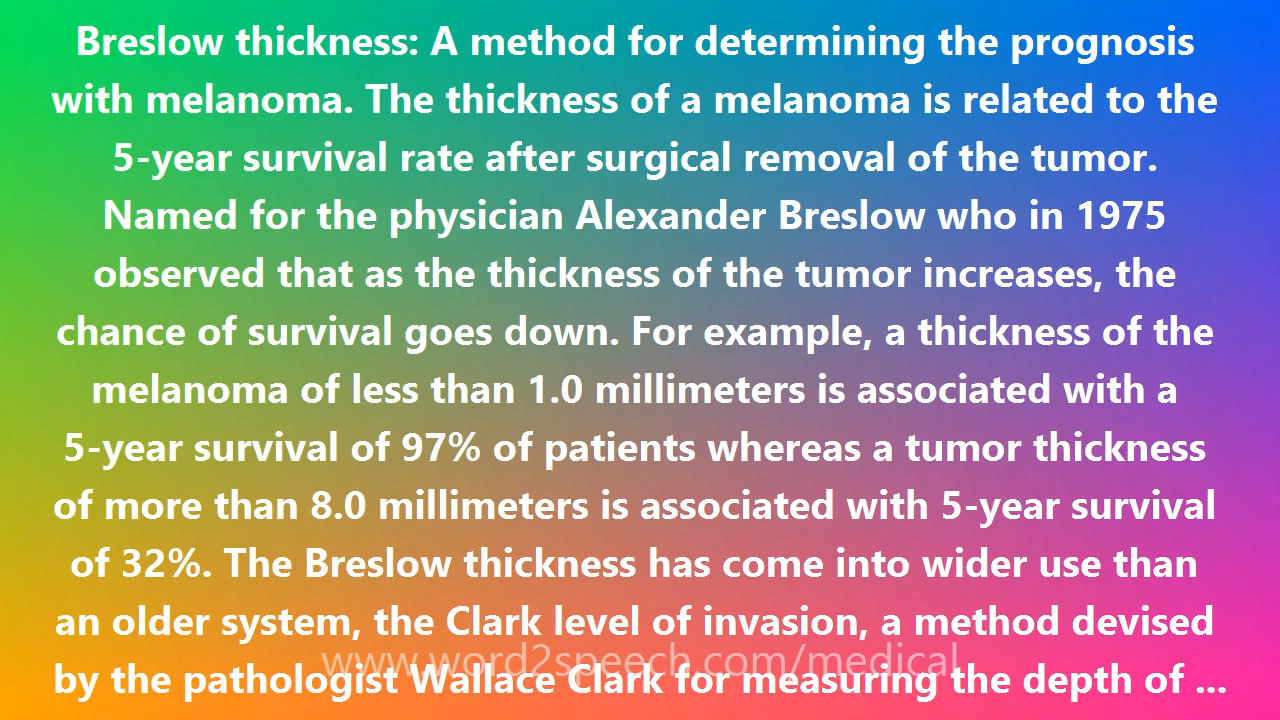 Breslow thickness: A method for determining the prognosis
with melanoma. The thickness of a melanoma is related to the
5-year survival rate after surgical removal of the tumor.
Named for the physician Alexander Breslow who in 1975
observed that as the thickness of the tumor increases, the
chance of survival goes down. For example, a thickness of the
melanoma of less than 1.0 millimeters is associated with a
5-year survival of 97% of patients whereas a tumor thickness
of more than 8.0 millimeters is associated with 5-year survival
of 32%. The Breslow thickness has come into wider use than
an older system, the Clark level of invasion, a method devised
www.word2speech.com/medical
by the pathologist Wallace Clark for measuring the depth of ...